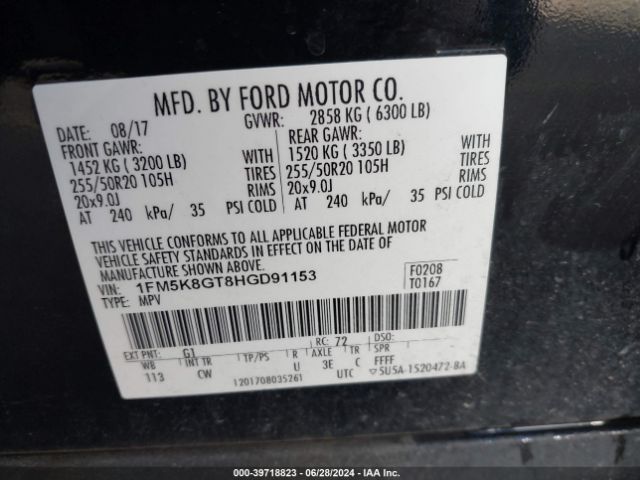 MFD. BY FORD MOTOR CO.
DATE: 08/17 GVWR: 2858 KG ( 6300 LB)
FRONT GAWR: REAR GAWR:
1452 KG ( 3200 LB) WITH 1520 KG ( 3350 LB) WITH
255/50R20 105H TIRES 255/50R20 105H TIRES
20x9.0J RIMS 20x9.0J RIMS
AT 240 kPa/ 35 PSI COLD AT 240 kPa/ 35 PSI COLD
THIS VEHICLE CONFORMS TO ALL APPLICABLE FEDERAL MOTOR
VEHICLE SAFETY STANDARDS IN EFFECT ON THE DATE OF
MANUFACTURE SHOWN ABOVE.
VIN: 1FM5K8GT8HGD91153 F0208
TYPE: MPV T0167
EXT PNT: G1 RC: 72 DSO:
WB INT TR TP/PS R AXLE TR SPR
113 CW U 3E C FFFF
1201708035261 UTC ▽5U5A-1520472-BA
000-39718823 - 06/28/2024 - IAA Inc.